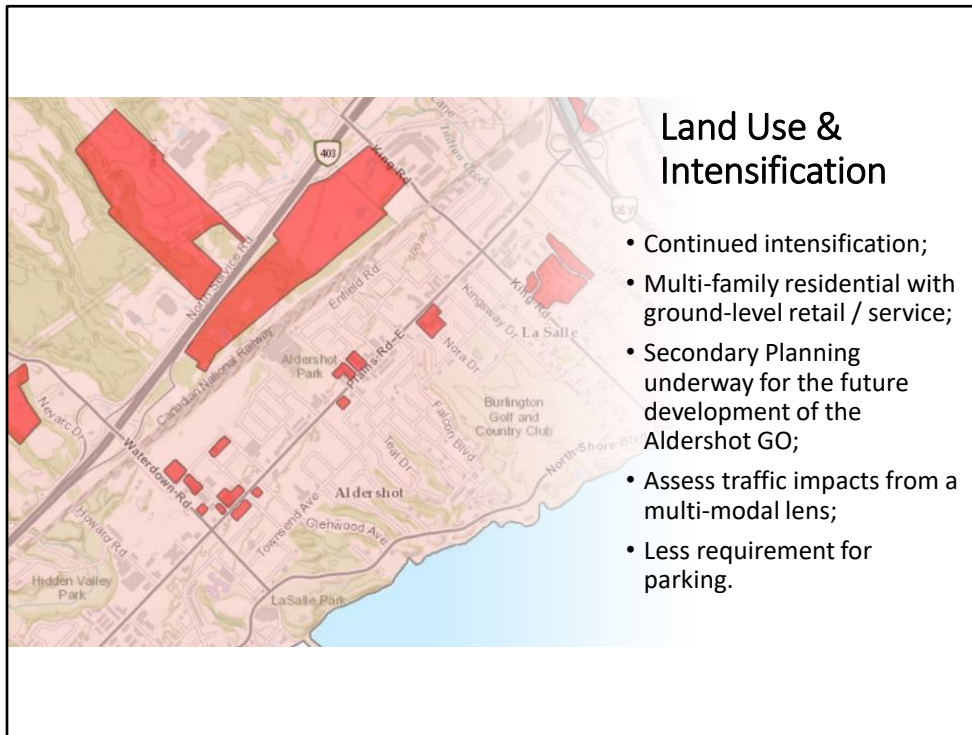 Land Use &
Intensification
• Continued intensification;
• Multi-family residential with
ground-level retail / service;
• Secondary Planning
underway for the future
development of the
Aldershot GO;
• Assess traffic impacts from a
multi-modal lens;
• Less requirement for
parking.
403
King Rd
QEW
North Service Rd
Enfield Rd
Canadian National Railway
Kingsway Dr
King Rd
La Salle
Aldershot
Park
Plains-Rd-E
Nora Dr
Burlington
Golf and
Country Club
Nevarc Dr
Falcon Blvd
North-Shore-Blv
Waterdown-Rd
Teal Dr
Aldershot
Townsend Ave
Glenwood Ave
Howard Rd
Hidden Valley
Park
LaSalle Park